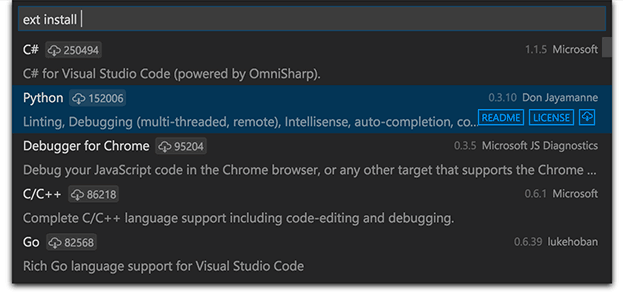 ext install
C# 250494 1.1.5 Microsoft
C# for Visual Studio Code (powered by OmniSharp).
Python 152006 0.3.10 Don Jayamanne
Linting, Debugging (multi-threaded, remote), Intellisense, auto-completion, co... README LICENSE
Debugger for Chrome 95204 0.3.5 Microsoft JS Diagnostics
Debug your JavaScript code in the Chrome browser, or any other target that supports the Chrome ...
C/C++ 86218 0.6.1 Microsoft
Complete C/C++ language support including code-editing and debugging.
Go 82568 0.6.39 lukehoban
Rich Go language support for Visual Studio Code